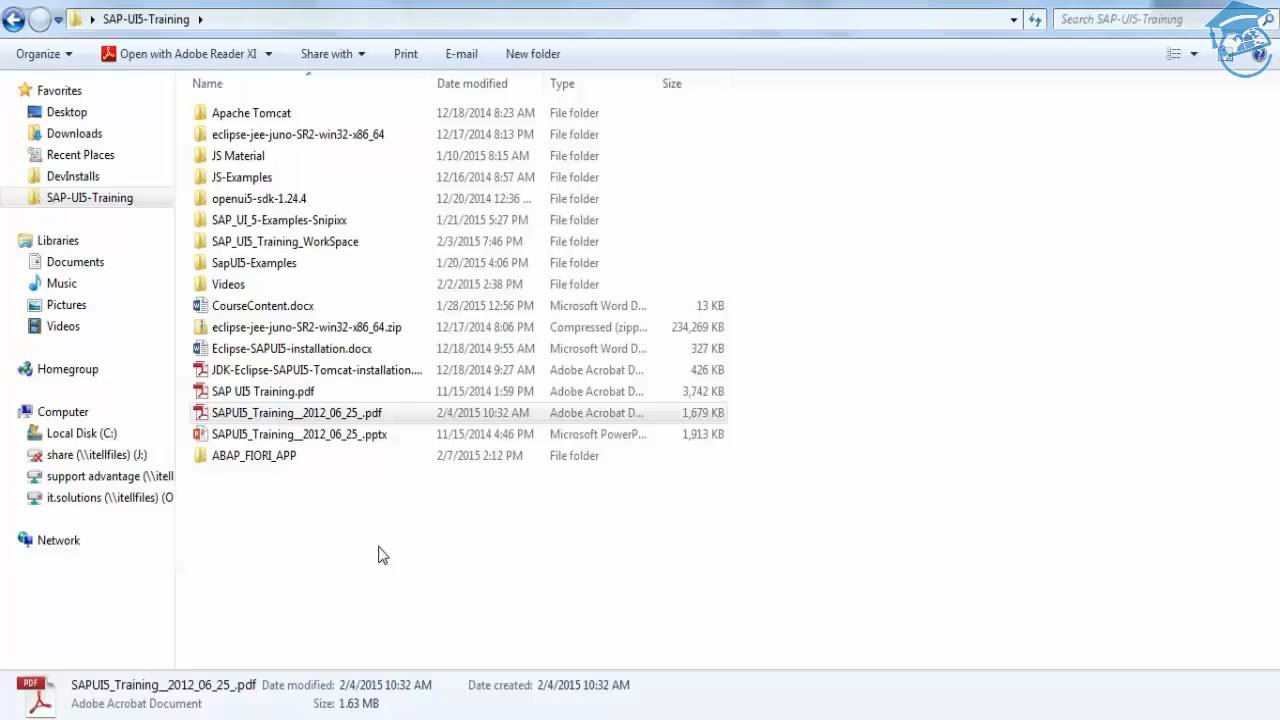 SAP-UI5-Training
Search SAP-UI5-Training
Organize Open with Adobe Reader XI Share with Print E-mail New folder
Favorites
Desktop
Downloads
Recent Places
DevInstalls
SAP-UI5-Training
Libraries
Documents
Music
Pictures
Videos
Homegroup
Computer
Local Disk (C:)
share (\\itellfiles) (J:)
support advantage (\\itell
it.solutions (\\itellfiles) (O
Network
Name Date modified Type Size
Apache Tomcat 12/18/2014 8:23 AM File folder
eclipse-jee-juno-SR2-win32-x86_64 12/17/2014 8:13 PM File folder
JS Material 1/10/2015 8:15 AM File folder
JS-Examples 12/16/2014 8:57 AM File folder
openui5-sdk-1.24.4 12/20/2014 12:36 ... File folder
SAP_UI_5-Examples-Snipixx 1/21/2015 5:27 PM File folder
SAP_UI5_Training_WorkSpace 2/3/2015 7:46 PM File folder
SapUI5-Examples 1/20/2015 4:06 PM File folder
Videos 2/2/2015 2:38 PM File folder
CourseContent.docx 1/28/2015 12:56 PM Microsoft Word D... 13 KB
eclipse-jee-juno-SR2-win32-x86_64.zip 12/17/2014 8:06 PM Compressed (zipp... 234,269 KB
Eclipse-SAPUI5-installation.docx 12/18/2014 9:55 AM Microsoft Word D... 327 KB
JDK-Eclipse-SAPUI5-Tomcat-installation.... 12/18/2014 9:27 AM Adobe Acrobat D... 426 KB
SAP UI5 Training.pdf 11/15/2014 1:59 PM Adobe Acrobat D... 3,742 KB
SAPUI5_Training__2012_06_25_.pdf 2/4/2015 10:32 AM Adobe Acrobat D... 1,679 KB
SAPUI5_Training__2012_06_25_.pptx 11/15/2014 4:46 PM Microsoft PowerP... 1,913 KB
ABAP_FIORI_APP 2/7/2015 2:12 PM File folder
PDF
SAPUI5_Training__2012_06_25_.pdf Date modified: 2/4/2015 10:32 AM Date created: 2/4/2015 10:32 AM
Adobe Acrobat Document Size: 1.63 MB